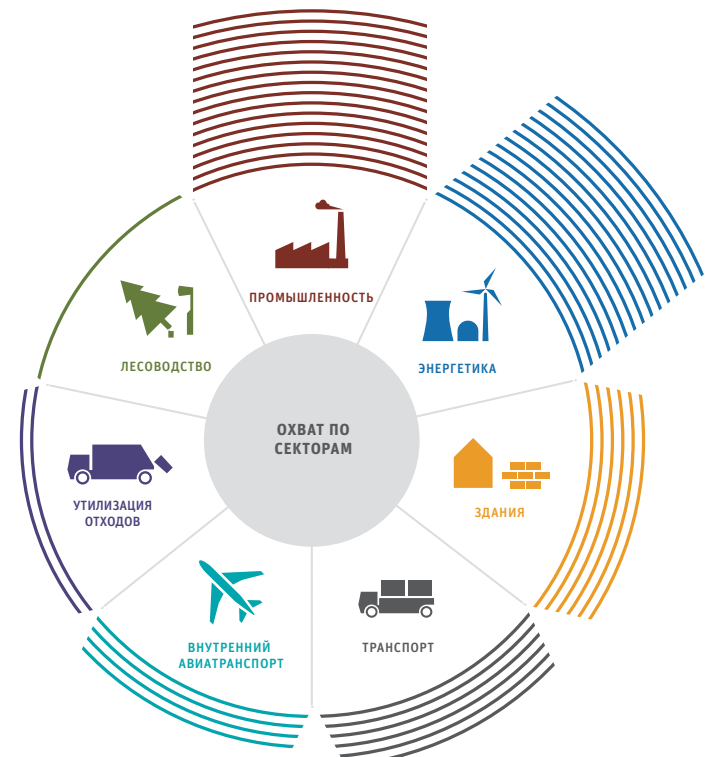 ПРОМЫШЛЕННОСТЬ
ЛЕСОВОДСТВО
ЭНЕРГЕТИКА
ОХВАТ ПО
СЕКТОРАМ
УТИЛИЗАЦИЯ
ОТХОДОВ
ЗДАНИЯ
ВНУТРЕННИЙ
АВИАТРАНСПОРТ
ТРАНСПОРТ